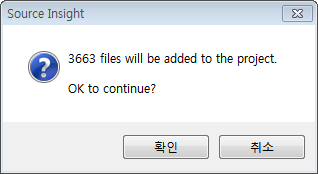 Source Insight
3663 files will be added to the project.
OK to continue?
확인
취소